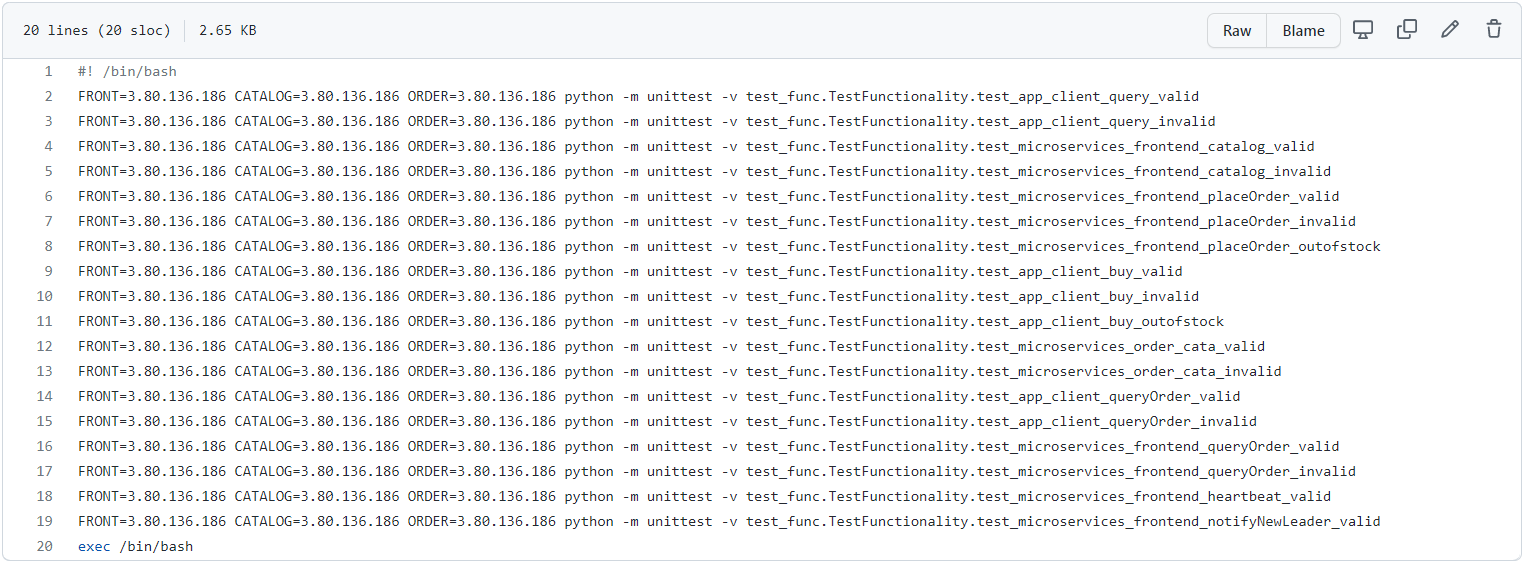 20 lines (20 sloc) 2.65 KB Raw Blame
1 #! /bin/bash
2 FRONT=3.80.136.186 CATALOG=3.80.136.186 ORDER=3.80.136.186 python -m unittest -v test_func.TestFunctionality.test_app_client_query_valid
3 FRONT=3.80.136.186 CATALOG=3.80.136.186 ORDER=3.80.136.186 python -m unittest -v test_func.TestFunctionality.test_app_client_query_invalid
4 FRONT=3.80.136.186 CATALOG=3.80.136.186 ORDER=3.80.136.186 python -m unittest -v test_func.TestFunctionality.test_microservices_frontend_catalog_valid
5 FRONT=3.80.136.186 CATALOG=3.80.136.186 ORDER=3.80.136.186 python -m unittest -v test_func.TestFunctionality.test_microservices_frontend_catalog_invalid
6 FRONT=3.80.136.186 CATALOG=3.80.136.186 ORDER=3.80.136.186 python -m unittest -v test_func.TestFunctionality.test_microservices_frontend_placeOrder_valid
7 FRONT=3.80.136.186 CATALOG=3.80.136.186 ORDER=3.80.136.186 python -m unittest -v test_func.TestFunctionality.test_microservices_frontend_placeOrder_invalid
8 FRONT=3.80.136.186 CATALOG=3.80.136.186 ORDER=3.80.136.186 python -m unittest -v test_func.TestFunctionality.test_microservices_frontend_placeOrder_outofstock
9 FRONT=3.80.136.186 CATALOG=3.80.136.186 ORDER=3.80.136.186 python -m unittest -v test_func.TestFunctionality.test_app_client_buy_valid
10 FRONT=3.80.136.186 CATALOG=3.80.136.186 ORDER=3.80.136.186 python -m unittest -v test_func.TestFunctionality.test_app_client_buy_invalid
11 FRONT=3.80.136.186 CATALOG=3.80.136.186 ORDER=3.80.136.186 python -m unittest -v test_func.TestFunctionality.test_app_client_buy_outofstock
12 FRONT=3.80.136.186 CATALOG=3.80.136.186 ORDER=3.80.136.186 python -m unittest -v test_func.TestFunctionality.test_microservices_order_cata_valid
13 FRONT=3.80.136.186 CATALOG=3.80.136.186 ORDER=3.80.136.186 python -m unittest -v test_func.TestFunctionality.test_microservices_order_cata_invalid
14 FRONT=3.80.136.186 CATALOG=3.80.136.186 ORDER=3.80.136.186 python -m unittest -v test_func.TestFunctionality.test_app_client_queryOrder_valid
15 FRONT=3.80.136.186 CATALOG=3.80.136.186 ORDER=3.80.136.186 python -m unittest -v test_func.TestFunctionality.test_app_client_queryOrder_invalid
16 FRONT=3.80.136.186 CATALOG=3.80.136.186 ORDER=3.80.136.186 python -m unittest -v test_func.TestFunctionality.test_microservices_frontend_queryOrder_valid
17 FRONT=3.80.136.186 CATALOG=3.80.136.186 ORDER=3.80.136.186 python -m unittest -v test_func.TestFunctionality.test_microservices_frontend_queryOrder_invalid
18 FRONT=3.80.136.186 CATALOG=3.80.136.186 ORDER=3.80.136.186 python -m unittest -v test_func.TestFunctionality.test_microservices_frontend_heartbeat_valid
19 FRONT=3.80.136.186 CATALOG=3.80.136.186 ORDER=3.80.136.186 python -m unittest -v test_func.TestFunctionality.test_microservices_frontend_notifyNewLeader_valid
20 exec /bin/bash